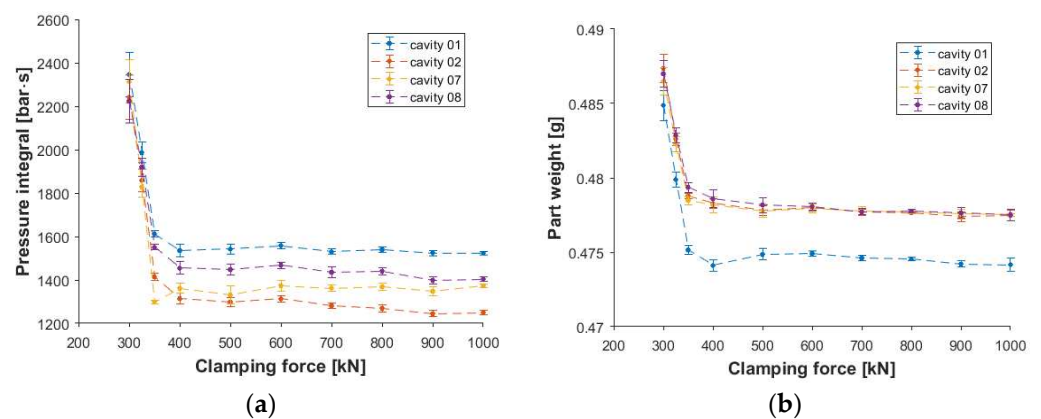 2600
2400
2200
2000
1800
1600
1400
1200
Pressure integral [bar·s]
200 300 400 500 600 700 800 900 1000
Clamping force [kN]
cavity 01
cavity 02
cavity 07
cavity 08
(a)
0.49
0.485
0.48
0.475
0.47
Part weight [g]
200 300 400 500 600 700 800 900 1000
Clamping force [kN]
cavity 01
cavity 02
cavity 07
cavity 08
(b)